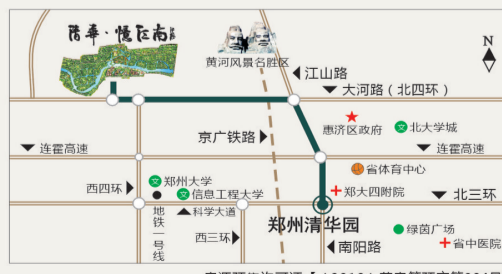 清华·忆江南
N
黄河风景名胜区
江山路
大河路（北四环）
惠济区政府
文 北大学城
京广铁路
连霍高速
连霍高速
省体育中心
西四环
文 郑州大学
文 信息工程大学
郑大四附院
北三环
地铁一号线
科学大道
郑州清华园
绿茵广场
西三环
南阳路
省中医院